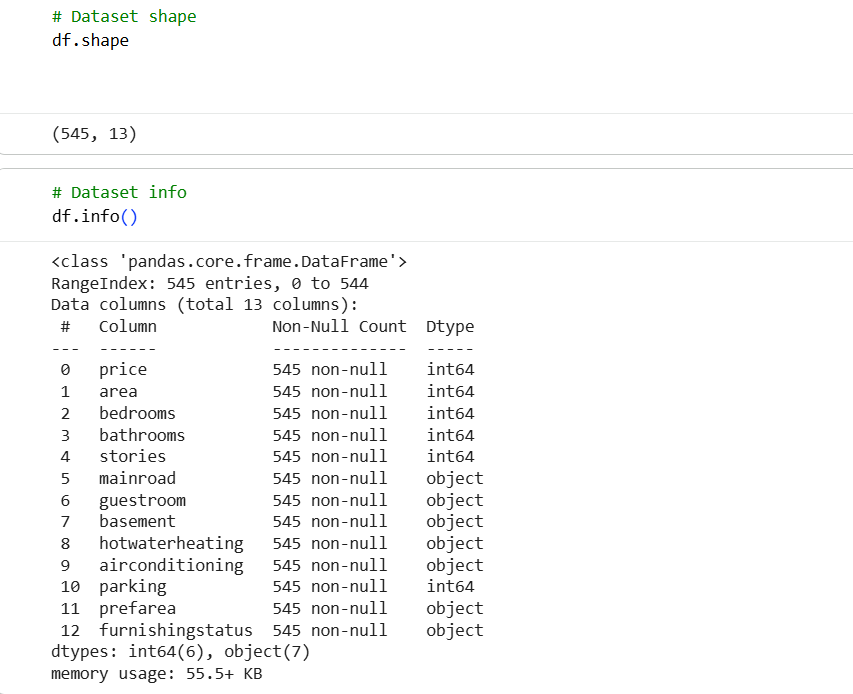 # Dataset shape
df.shape
(545, 13)
# Dataset info
df.info()
<class 'pandas.core.frame.DataFrame'>
RangeIndex: 545 entries, 0 to 544
Data columns (total 13 columns):
 #   Column            Non-Null Count  Dtype
---  ------            --------------  -----
 0   price             545 non-null    int64
 1   area              545 non-null    int64
 2   bedrooms          545 non-null    int64
 3   bathrooms         545 non-null    int64
 4   stories           545 non-null    int64
 5   mainroad          545 non-null    object
 6   guestroom         545 non-null    object
 7   basement          545 non-null    object
 8   hotwaterheating   545 non-null    object
 9   airconditioning   545 non-null    object
 10  parking           545 non-null    int64
 11  prefarea          545 non-null    object
 12  furnishingstatus  545 non-null    object
dtypes: int64(6), object(7)
memory usage: 55.5+ KB